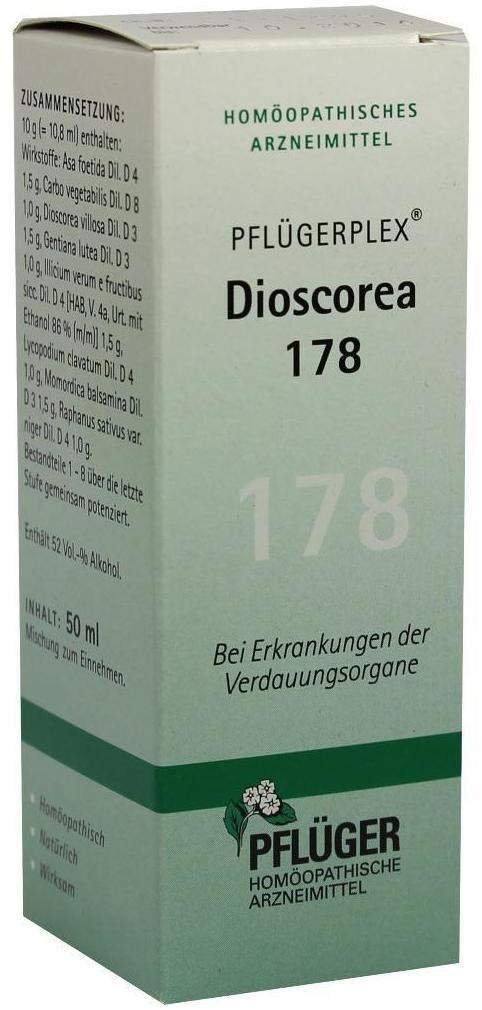 ZUSAMMENSETZUNG:
10 g (= 10,8 ml) enthalten:
Wirkstoffe: Asa foetida Dil. D 4
1,5 g, Carbo vegetabilis Dil. D 8
1,0 g, Dioscorea villosa Dil. D 3
1,5 g, Gentiana lutea Dil. D 3
1,0 g, Illicium verum e fructibus
sicc. Dil. D 4 [HAB, V. 4a, Urt. mit
Ethanol 86 % (m/m)] 1,5 g,
Lycopodium clavatum Dil. D 4
1,0 g, Momordica balsamina Dil.
D 3 1,5 g, Raphanus sativus var.
niger Dil. D 4 1,0 g.
Bestandteile 1 - 8 über die letzte
Stufe gemeinsam potenziert.
Enthält 52 Vol.-% Alkohol.
INHALT: 50 ml
Mischung zum Einnehmen.
• Homöopathisch
• Natürlich
• Wirksam
HOMÖOPATHISCHES
ARZNEIMITTEL
PFLÜGERPLEX®
Dioscorea
178
178
Bei Erkrankungen der
Verdauungsorgane
PFLÜGER
HOMÖOPATHISCHE
ARZNEIMITTEL